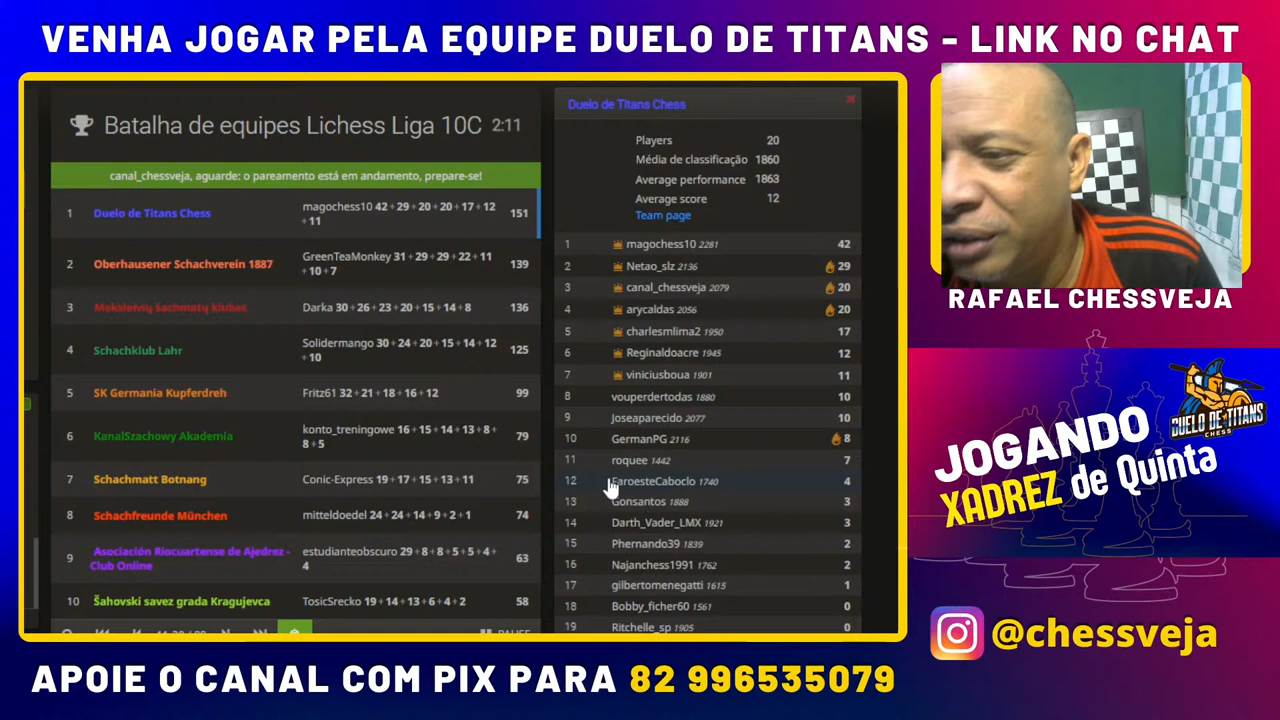 VENHA JOGAR PELA EQUIPE DUELO DE TITANS - LINK NO CHAT
Batalha de equipes Lichess Liga 10C 2:11
canal_chessveja, aguarde: o pareamento está em andamento, prepare-se!
1 Duelo de Titans Chess magochess10 42+29+20+20+17+12
+11 151
2 Oberhausener Schachverein 1887 GreenTeaMonkey 31+29+29+22+11
+10+7 139
3 Darka 30+26+23+20+15+14+8 136
4 Schachklub Lahr Solidermango 30+24+20+15+14+12
+10 125
5 SK Germania Kupferdreh Fritz61 32+21+18+16+12 99
6 KanalSzachowy Akademia konto_treningowe 16+15+14+13+8
+8+5 79
7 Schachmatt Botnang Conic-Express 19+17+15+13+11 75
8 Schachfreunde München mitteldoedel 24+24+14+9+2+1 74
9 Asociación Riocuartense de Ajedrez -
Club Online estudianteobscuro 29+8+8+5+5+4+
4 63
10 Šahovski savez grada Kragujevca TosicSrecko 19+14+13+6+4+2 58
PAUSE
Duelo de Titans Chess
Players 20
Média de classificação 1860
Average performance 1863
Average score 12
Team page
1 magochess10 2281 42
2 Netao_slz 2136 29
3 canal_chessveja 2079 20
4 arycaldas 2056 20
5 charlesmlima2 1950 17
6 Reginaldoacre 1945 12
7 viniciusboua 1901 11
8 vouperdertodas 1880 10
9 Joseaparecido 2077 10
10 GermanPG 2116 8
11 roquee 1442 7
12 FaroesteCaboclo 1740 4
13 Gonsantos 1888 3
14 Darth_Vader_LMX 1921 3
15 Phernando39 1839 2
16 Najanchess1991 1762 2
17 gilbertomenegatti 1615 1
18 Bobby_ficher60 1561 0
19 Ritchelle_sp 1905 0
RAFAEL CHESSVEJA
JOGANDO
XADREZ de Quinta
DUELO DE TITANS
CHESS
@chessveja
APOIE O CANAL COM PIX PARA 82 996535079